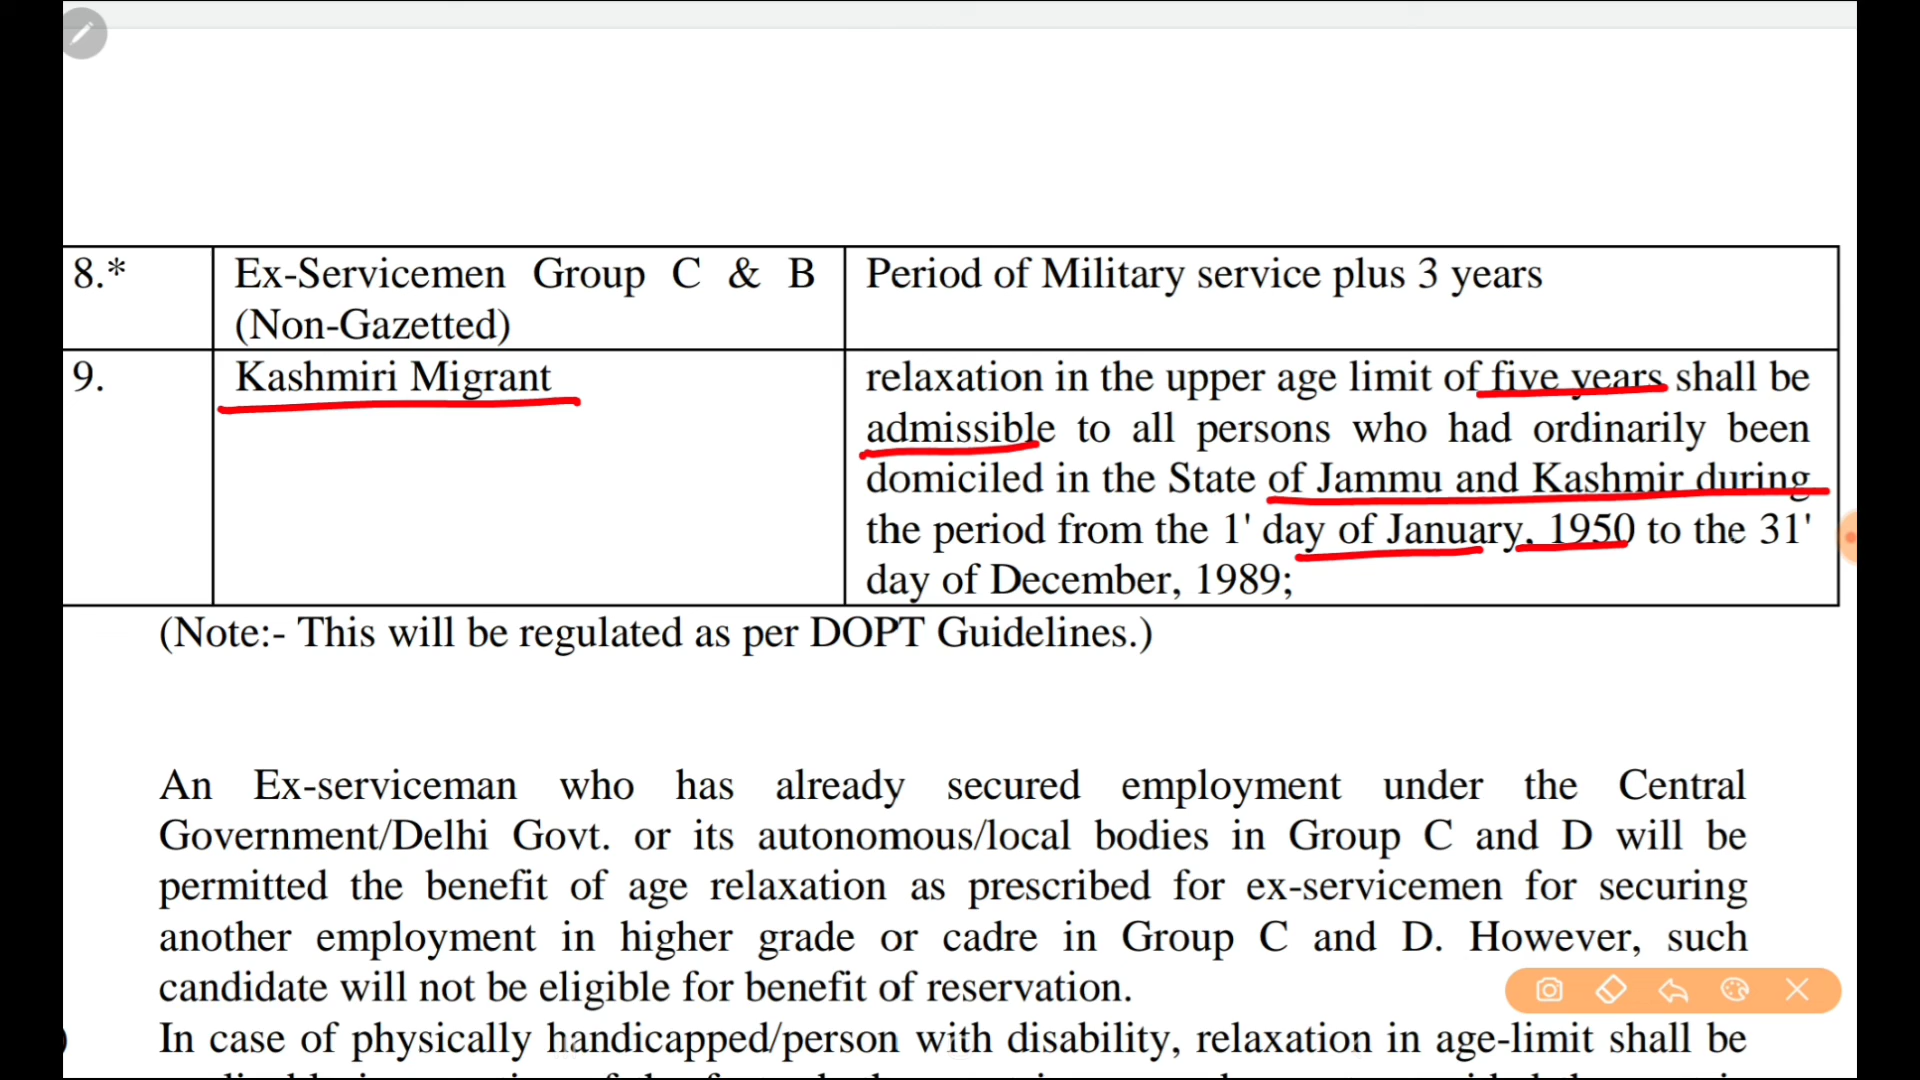 8.* Ex-Servicemen Group C & B Period of Military service plus 3 years
(Non-Gazetted)
9. Kashmiri Migrant relaxation in the upper age limit of five years shall be
admissible to all persons who had ordinarily been
domiciled in the State of Jammu and Kashmir during
the period from the 1' day of January, 1950 to the 31'
day of December, 1989;
(Note:- This will be regulated as per DOPT Guidelines.)
An Ex-serviceman who has already secured employment under the Central
Government/Delhi Govt. or its autonomous/local bodies in Group C and D will be
permitted the benefit of age relaxation as prescribed for ex-servicemen for securing
another employment in higher grade or cadre in Group C and D. However, such
candidate will not be eligible for benefit of reservation.
In case of physically handicapped/person with disability, relaxation in age-limit shall be